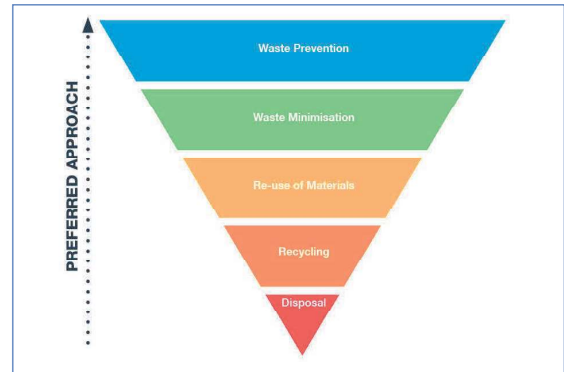 PREFERRED APPROACH
Waste Prevention
Waste Minimisation
Re-use of Materials
Recycling
Disposal